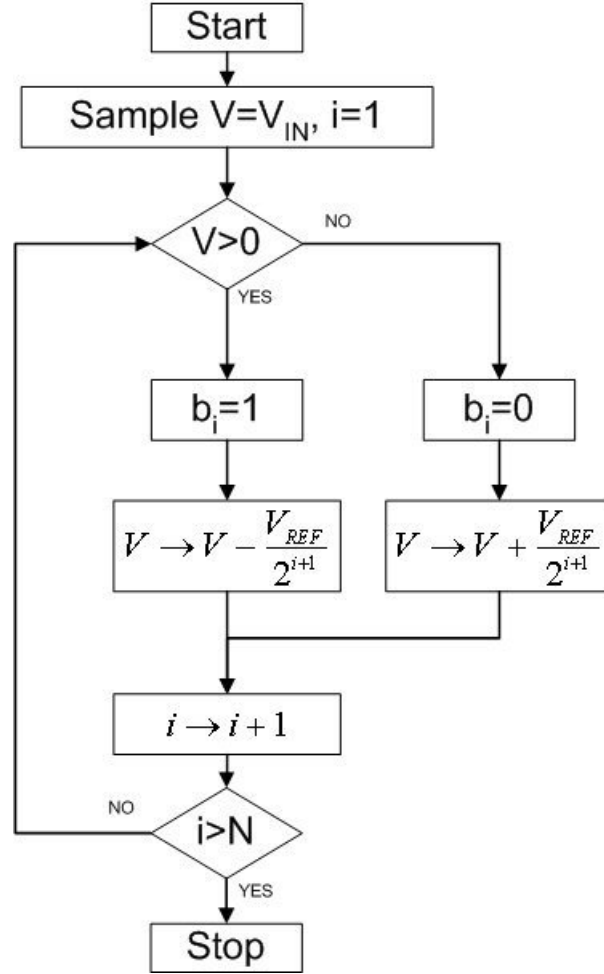 Start
Sample V=V_IN, i=1
V>0
NO
YES
b_i=1
b_i=0
V → V − V_REF / 2^{i+1}
V → V + V_REF / 2^{i+1}
i → i + 1
NO
i>N
YES
Stop